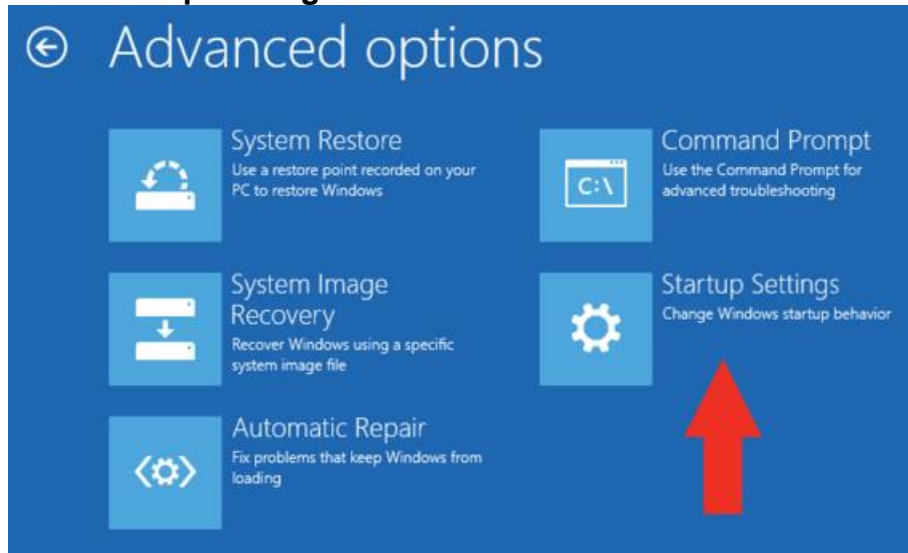 Advanced options
System Restore
Use a restore point recorded on your
PC to restore Windows
Command Prompt
Use the Command Prompt for
advanced troubleshooting
C:\
System Image
Recovery
Recover Windows using a specific
system image file
Startup Settings
Change Windows startup behavior
Automatic Repair
Fix problems that keep Windows from
loading